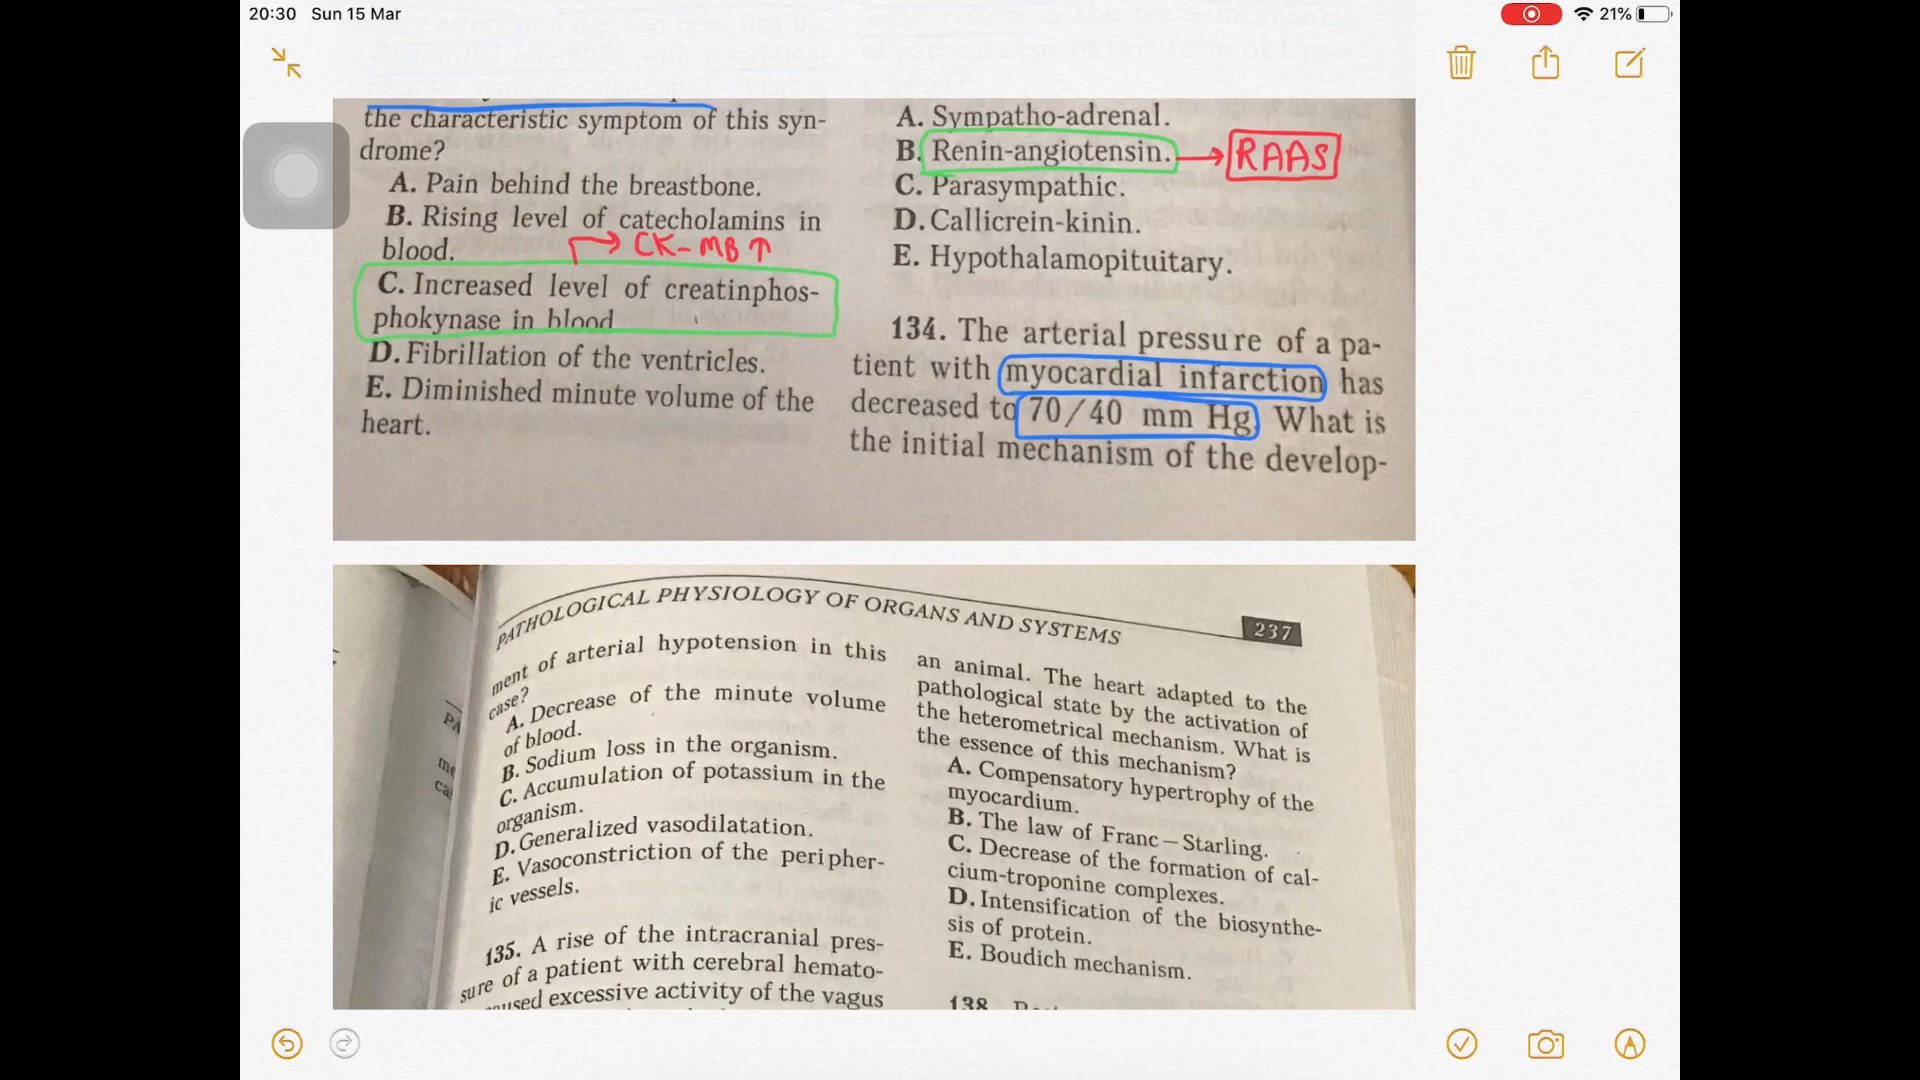 20:30 Sun 15 Mar
21%
the characteristic symptom of this syn-
drome?
A. Pain behind the breastbone.
B. Rising level of catecholamins in
blood.
CK-MB ↑
C. Increased level of creatinphos-
phokynase in blood
D. Fibrillation of the ventricles.
E. Diminished minute volume of the
heart.
A. Sympatho-adrenal.
B. Renin-angiotensin.
RAAS
C. Parasympathic.
D. Callicrein-kinin.
E. Hypothalamopituitary.
134. The arterial pressure of a pa-
tient with myocardial infarction has
decreased to 70/40 mm Hg What is
the initial mechanism of the develop-
PATHOLOGICAL PHYSIOLOGY OF ORGANS AND SYSTEMS
237
ment of arterial hypotension in this
case?
A. Decrease of the minute volume
of blood.
B. Sodium loss in the organism.
C. Accumulation of potassium in the
organism.
D. Generalized vasodilatation.
E. Vasoconstriction of the peripher-
ic vessels.
135. A rise of the intracranial pres-
sure of a patient with cerebral hemato-
excessive activity of the vagus
an animal. The heart adapted to the
pathological state by the activation of
the heterometrical mechanism. What is
the essence of this mechanism?
A. Compensatory hypertrophy of the
myocardium.
B. The law of Franc – Starling.
C. Decrease of the formation of cal-
cium-troponine complexes.
D. Intensification of the biosynthe-
sis of protein.
E. Boudich mechanism.
138